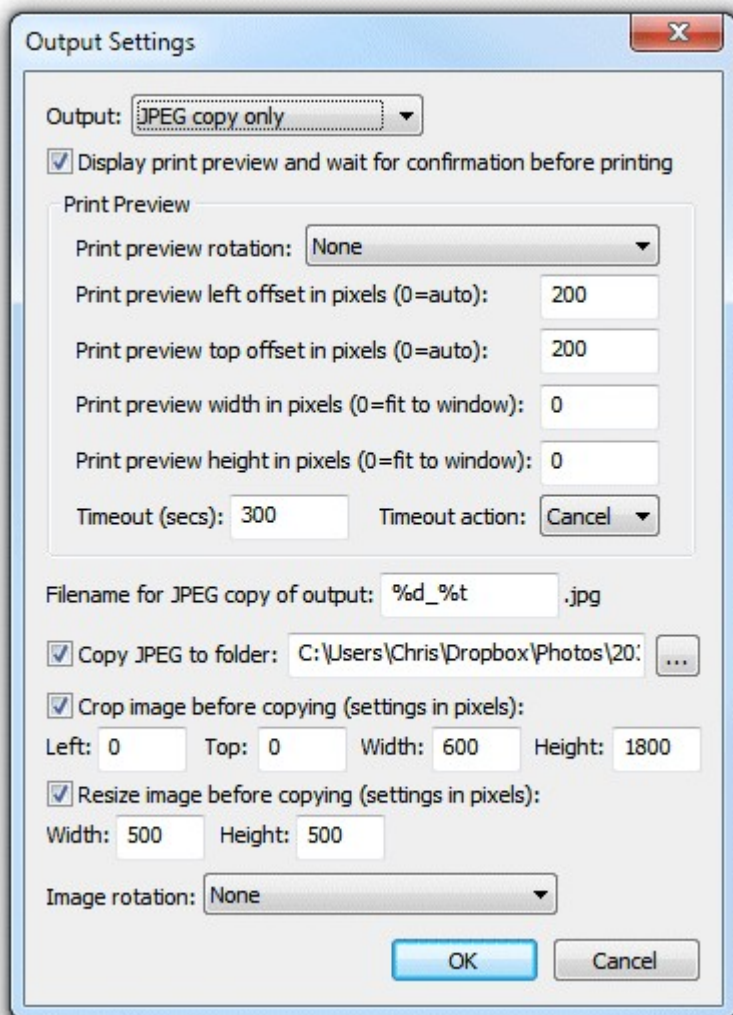 Output Settings
Output: JPEG copy only
Display print preview and wait for confirmation before printing
Print Preview
Print preview rotation: None
Print preview left offset in pixels (0=auto): 200
Print preview top offset in pixels (0=auto): 200
Print preview width in pixels (0=fit to window): 0
Print preview height in pixels (0=fit to window): 0
Timeout (secs): 300 Timeout action: Cancel
Filename for JPEG copy of output: %d_%t .jpg
Copy JPEG to folder: C:\Users\Chris\Dropbox\Photos\20 ...
Crop image before copying (settings in pixels):
Left: 0 Top: 0 Width: 600 Height: 1800
Resize image before copying (settings in pixels):
Width: 500 Height: 500
Image rotation: None
OK Cancel